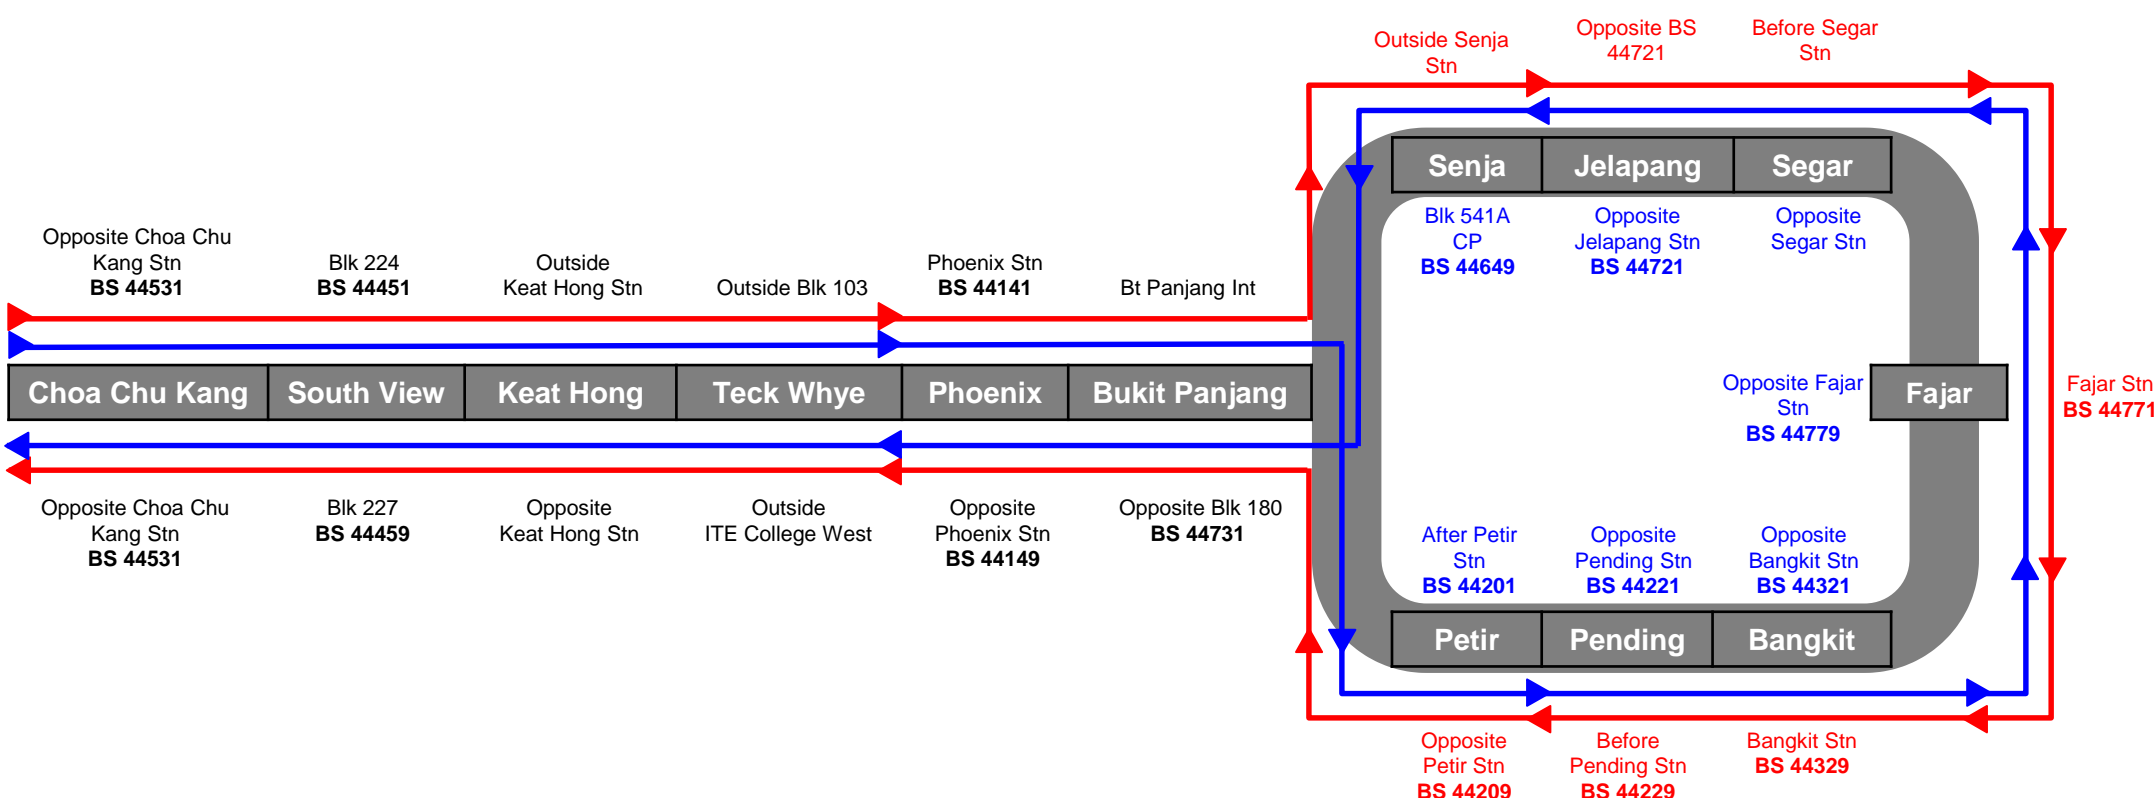 Outside Senja
Stn
Opposite BS
44721
Before Segar
Stn
Senja
Jelapang
Segar
Blk 541A
CP
BS 44649
Opposite
Jelapang Stn
BS 44721
Opposite
Segar Stn
Opposite Choa Chu
Kang Stn
BS 44531
Blk 224
BS 44451
Outside
Keat Hong Stn
Outside Blk 103
Phoenix Stn
BS 44141
Bt Panjang Int
Choa Chu Kang
South View
Keat Hong
Teck Whye
Phoenix
Bukit Panjang
Opposite Fajar
Stn
BS 44779
Fajar
Fajar Stn
BS 44771
Opposite Choa Chu
Kang Stn
BS 44531
Blk 227
BS 44459
Opposite
Keat Hong Stn
Outside
ITE College West
Opposite
Phoenix Stn
BS 44149
Opposite Blk 180
BS 44731
After Petir
Stn
BS 44201
Opposite
Pending Stn
BS 44221
Opposite
Bangkit Stn
BS 44321
Petir
Pending
Bangkit
Opposite
Petir Stn
BS 44209
Before
Pending Stn
BS 44229
Bangkit Stn
BS 44329